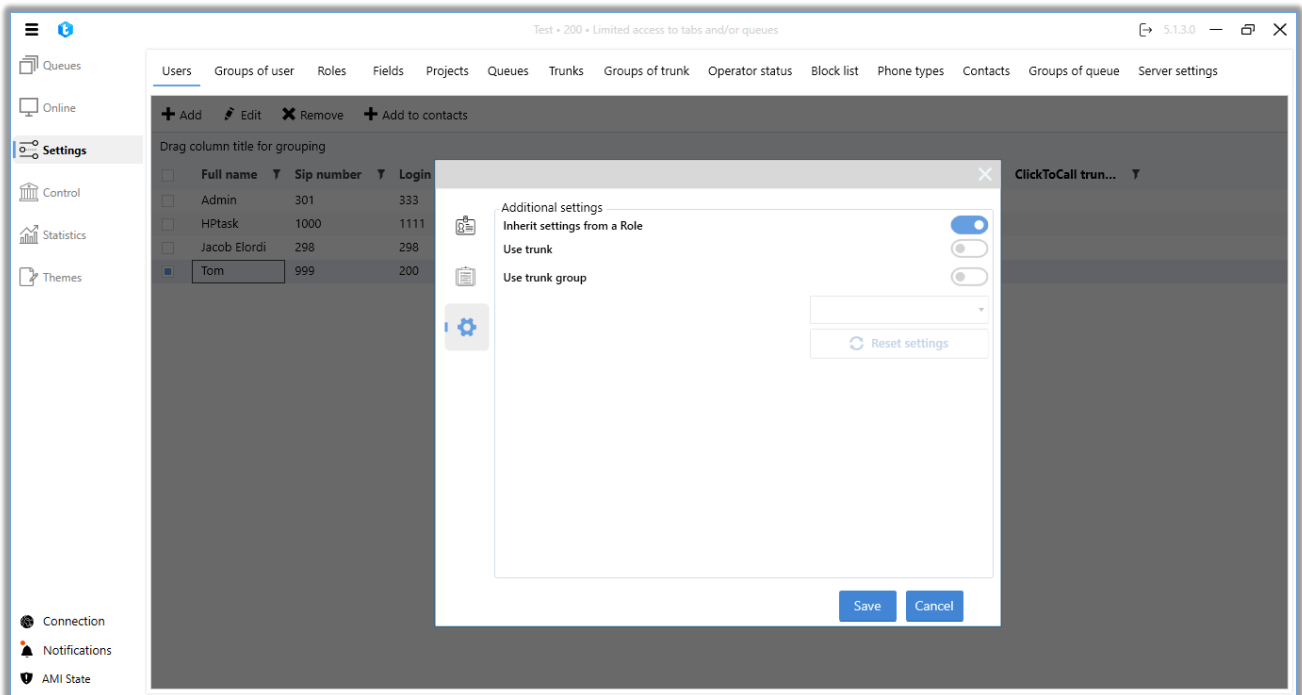 Test • 200 • Limited access to tabs and/or queues
5.1.3.0
Queues
Online
Settings
Control
Statistics
Themes
Connection
Notifications
AMI State
Users Groups of user Roles Fields Projects Queues Trunks Groups of trunk Operator status Block list Phone types Contacts Groups of queue Server settings
Add Edit Remove Add to contacts
Drag column title for grouping
Full name Sip number Login ClickToCall trun...
Admin 301 333
HPtask 1000 1111
Jacob Elordi 298 298
Tom 999 200
Additional settings
Inherit settings from a Role
Use trunk
Use trunk group
Reset settings
Save Cancel